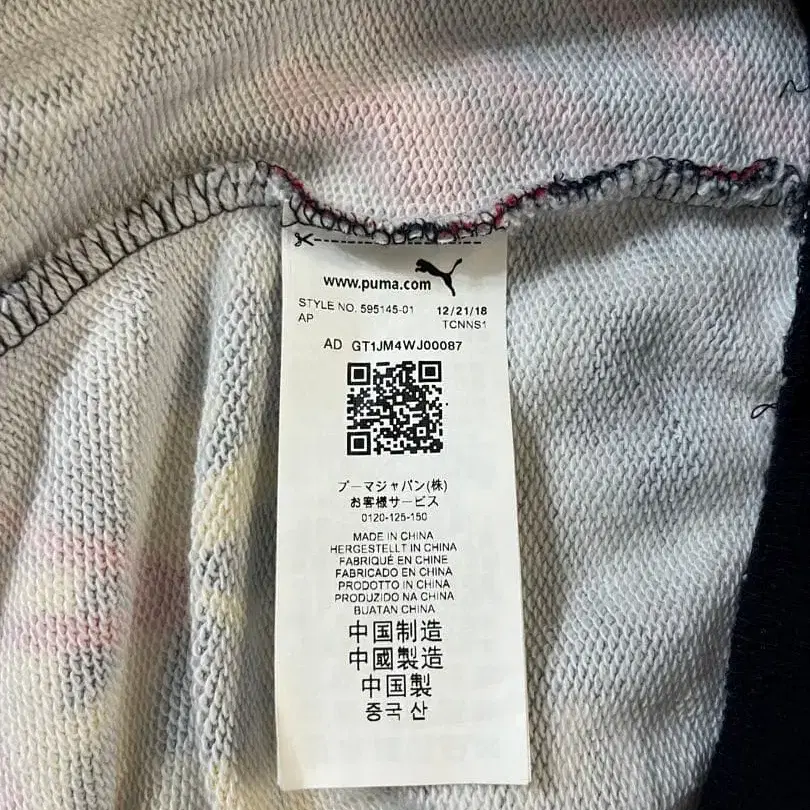 www.puma.com
STYLE NO. 595145-01 12/21/18
AP TCNNS1
AD GT1JM4WJ00087
プーマジャパン(株)
お客様サービス
0120-125-150
MADE IN CHINA
HERGESTELLT IN CHINA
FABRIQUÉ EN CHINE
FABRICADO EN CHINA
PRODOTTO IN CHINA
PRODUZIDO NA CHINA
BUATAN CHINA
中国制造
中國製造
中国製
중국 산